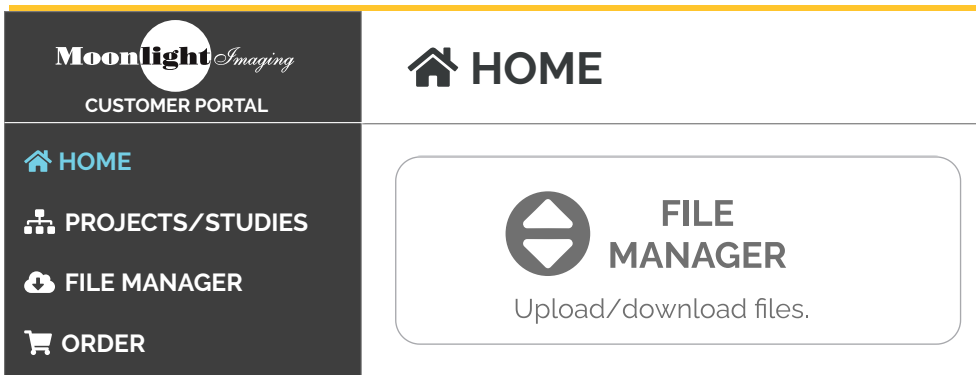 Moonlight Imaging
CUSTOMER PORTAL
HOME
PROJECTS/STUDIES
FILE MANAGER
ORDER
HOME
FILE
MANAGER
Upload/download files.